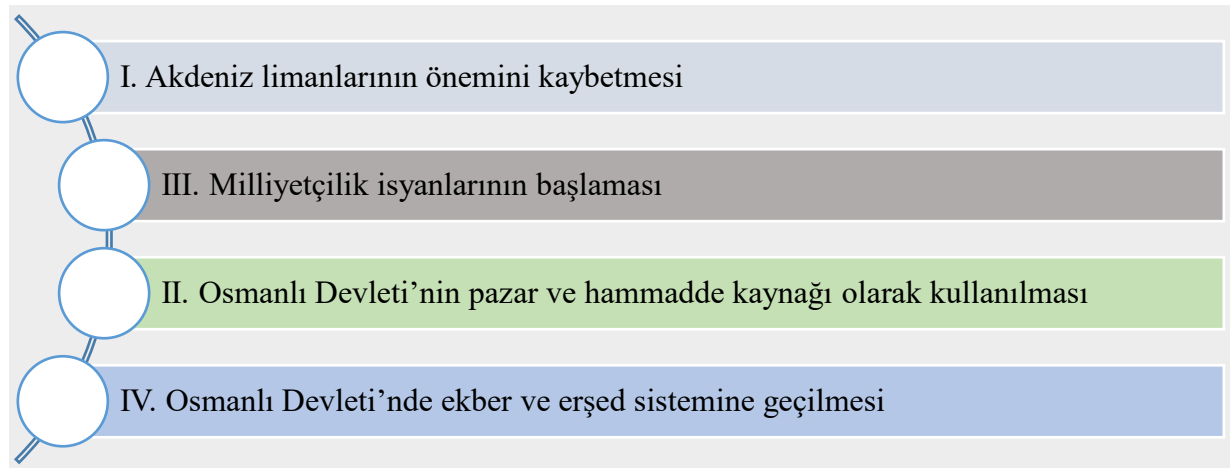 I. Akdeniz limanlarının önemini kaybetmesi
III. Milliyetçilik isyanlarının başlaması
II. Osmanlı Devleti’nin pazar ve hammadde kaynağı olarak kullanılması
IV. Osmanlı Devleti’nde ekber ve erşed sistemine geçilmesi